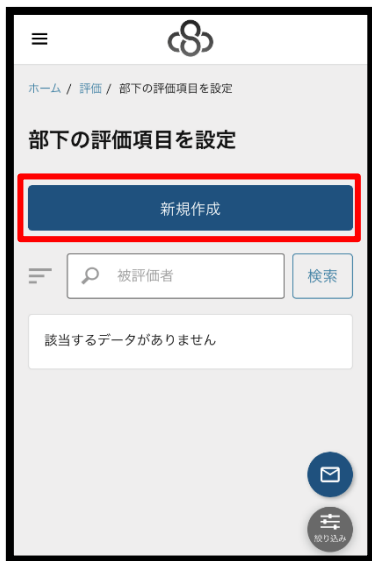 ホーム / 評価 / 部下の評価項目を設定
部下の評価項目を設定
新規作成
被評価者
検索
該当するデータがありません
絞り込み